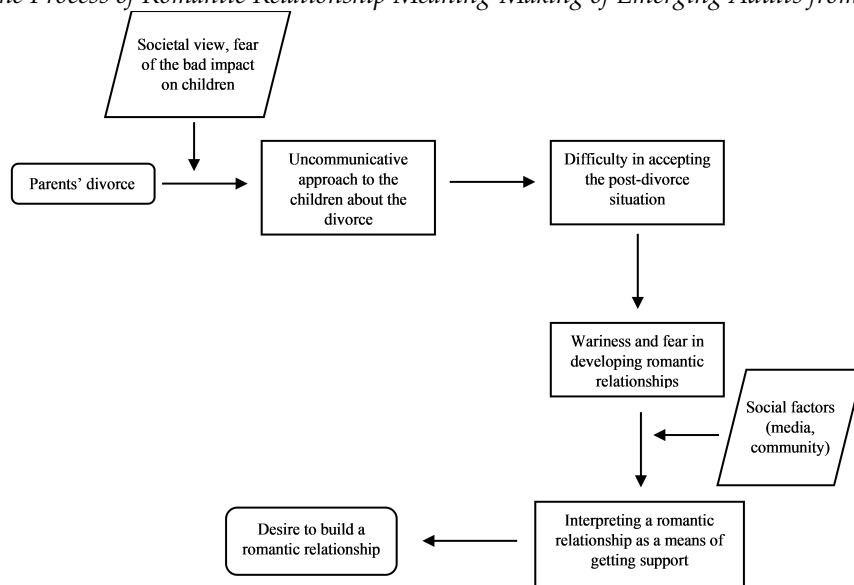 Process of Romantic Relationship Meaning-Making of Emerging Adults from
Societal view, fear
of the bad impact
on children
Parents’ divorce
Uncommunicative
approach to the
children about the
divorce
Difficulty in accepting
the post-divorce
situation
Wariness and fear in
developing romantic
relationships
Social factors
(media,
community)
Interpreting a romantic
relationship as a means of
getting support
Desire to build a
romantic relationship